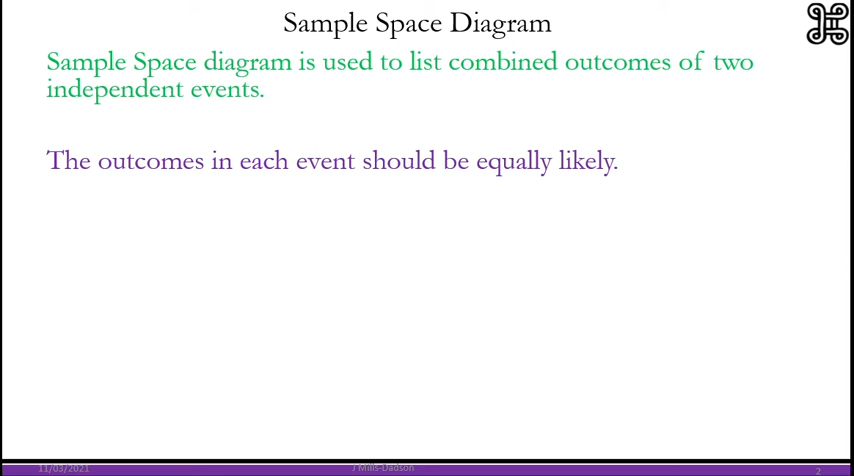 Sample Space Diagram
Sample Space diagram is used to list combined outcomes of two
independent events.
The outcomes in each event should be equally likely.
11/03/2021
J Mills-Dadson
2